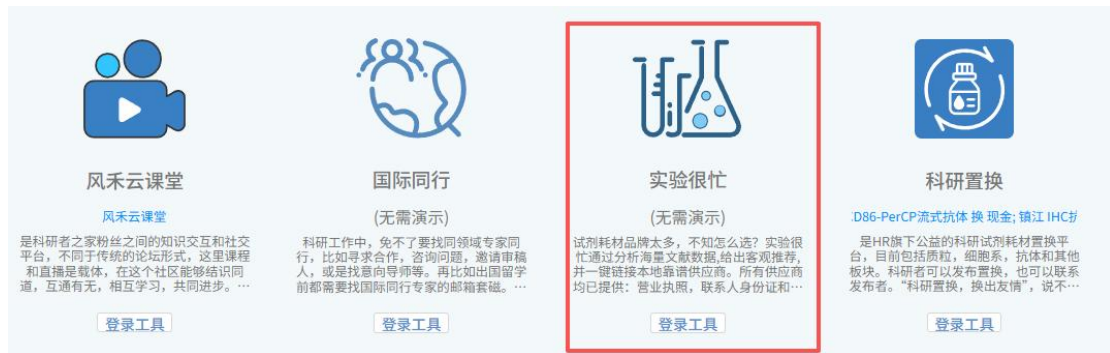 风禾云课堂
风禾云课堂
是科研者之家粉丝之间的知识交互和社交
平台，不同于传统的论坛形式，这里课程
和直播是载体，在这个社区能够结识同
道，互通有无，相互学习，共同进步。…
登录工具
国际同行
(无需演示)
科研工作中，免不了要找同领域专家同
行，比如寻求合作，咨询问题，邀请审稿
人，或是找意向导师等。再比如出国留学
前都需要找国际同行专家的邮箱套磁。…
登录工具
实验很忙
(无需演示)
试剂耗材品牌太多，不知怎么选？实验很
忙通过分析海量文献数据,给出客观推荐,
并一键链接本地靠谱供应商。所有供应商
均已提供：营业执照，联系人身份证和…
登录工具
科研置换
:D86-PerCP流式抗体 换 现金; 镇江 IHC扌
是HR旗下公益的科研试剂耗材置换平
台，目前包括质粒，细胞系，抗体和其他
板块。科研者可以发布置换，也可以联系
发布者。“科研置换，换出友情”，说不…
登录工具